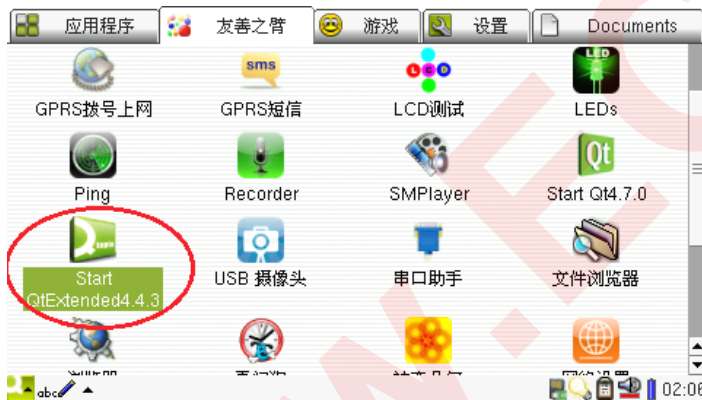 应用程序 友善之臂 游戏 设置 Documents
sms LCD LED
GPRS拨号上网 GPRS短信 LCD测试 LEDs
Qt
Ping Recorder SMPlayer Start Qt4.7.0
Start
QtExtended4.4.3
USB 摄像头 串口助手 文件浏览器
abc 02:06